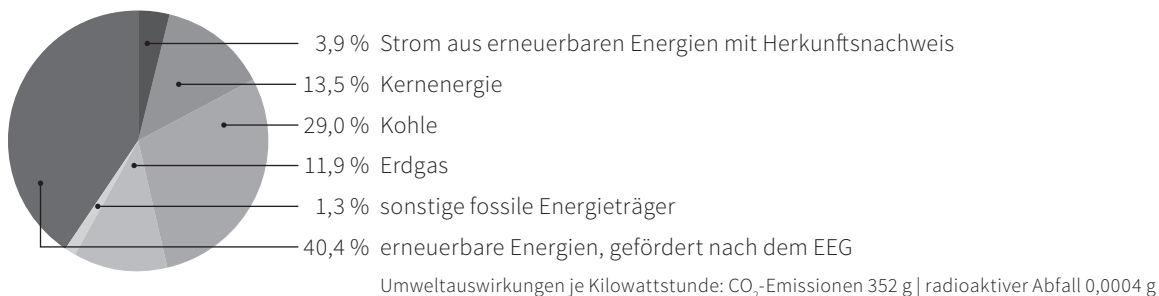 3,9 % Strom aus erneuerbaren Energien mit Herkunftsnachweis
13,5 % Kernenergie
29,0 % Kohle
11,9 % Erdgas
1,3 % sonstige fossile Energieträger
40,4 % erneuerbare Energien, gefördert nach dem EEG
Umweltauswirkungen je Kilowattstunde: CO₂-Emissionen 352 g | radioaktiver Abfall 0,0004 g